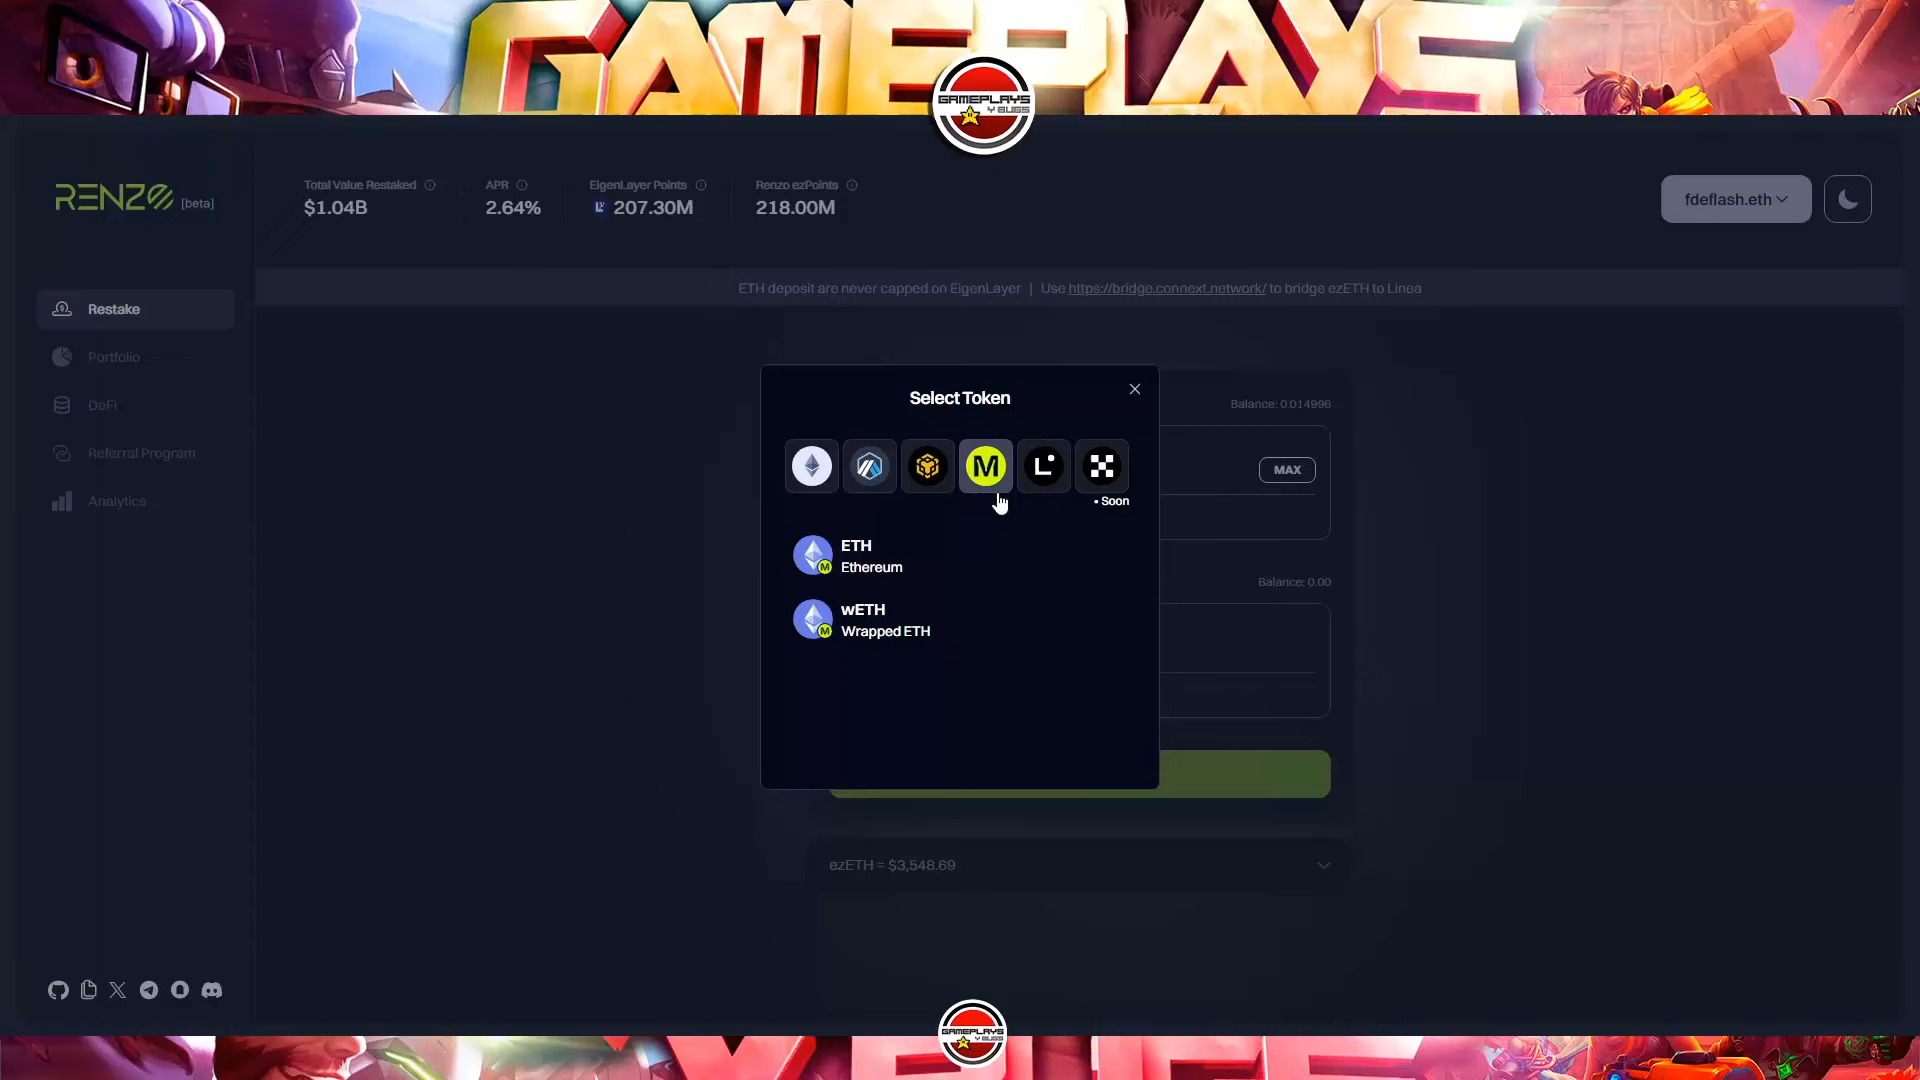 GAMEPLAYS
GAMEPLAYS
Y BUGS
RENZO [beta]
Total Value Restaked
$1.04B
APR
2.64%
EigenLayer Points
207.30M
Renzo ezPoints
218.00M
fdeflash.eth
ETH deposit are never capped on EigenLayer | Use https://bridge.connext.network/ to bridge ezETH to Linea
Restake
Portfolio
DeFi
Referral Program
Analytics
Select Token
Balance: 0.014996
M
MAX
• Soon
ETH
Ethereum
M
Balance: 0.00
wETH
Wrapped ETH
M
ezETH = $3,548.69
GAMEPLAYS
Y BUGS